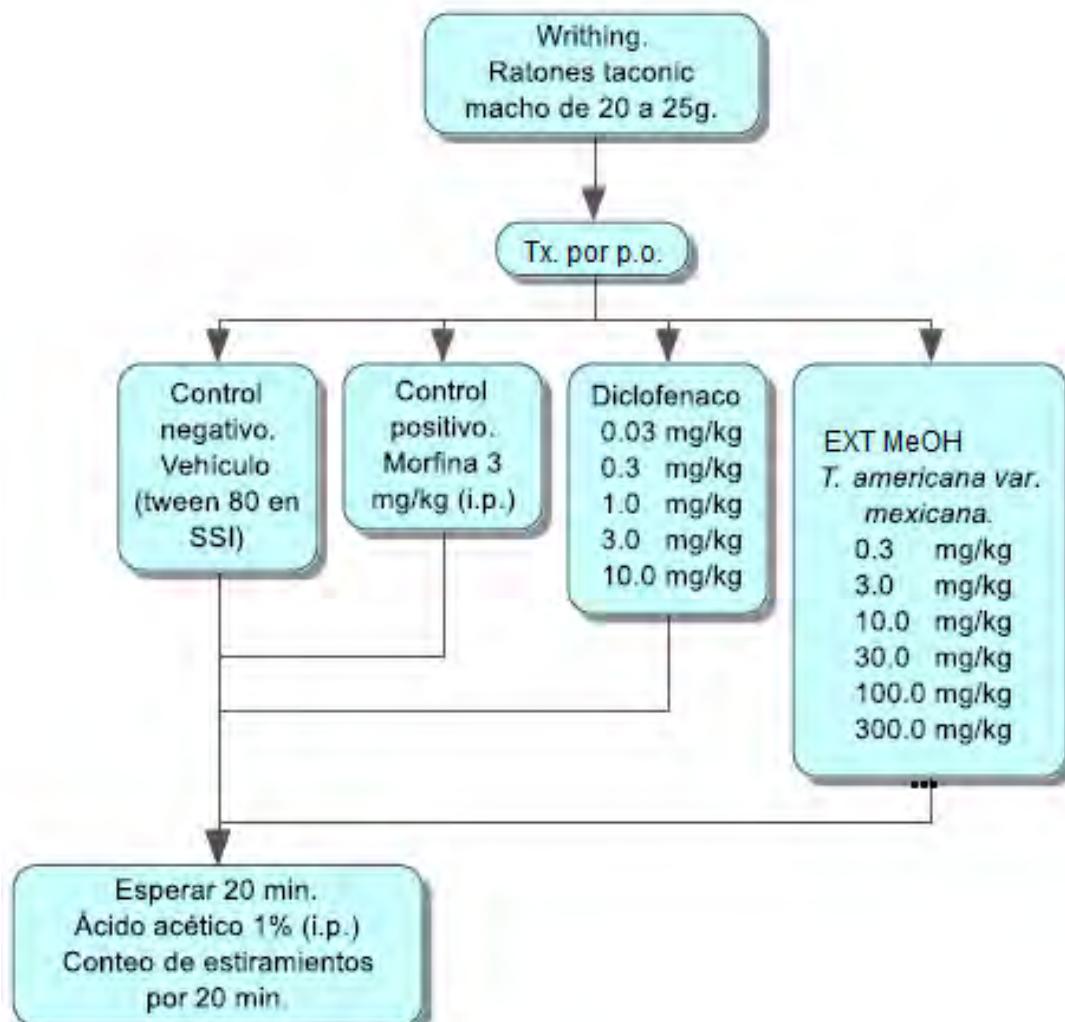 Writhing.
Ratones taconic
macho de 20 a 25g.
Tx. por p.o.
Control
negativo.
Vehículo
(tween 80 en
SSI)
Control
positivo.
Morfina 3
mg/kg (i.p.)
Diclofenaco
0.03 mg/kg
0.3 mg/kg
1.0 mg/kg
3.0 mg/kg
10.0 mg/kg
EXT MeOH
T. americana var.
mexicana.
0.3 mg/kg
3.0 mg/kg
10.0 mg/kg
30.0 mg/kg
100.0 mg/kg
300.0 mg/kg
Esperar 20 min.
Ácido acético 1% (i.p.)
Conteo de estiramientos
por 20 min.